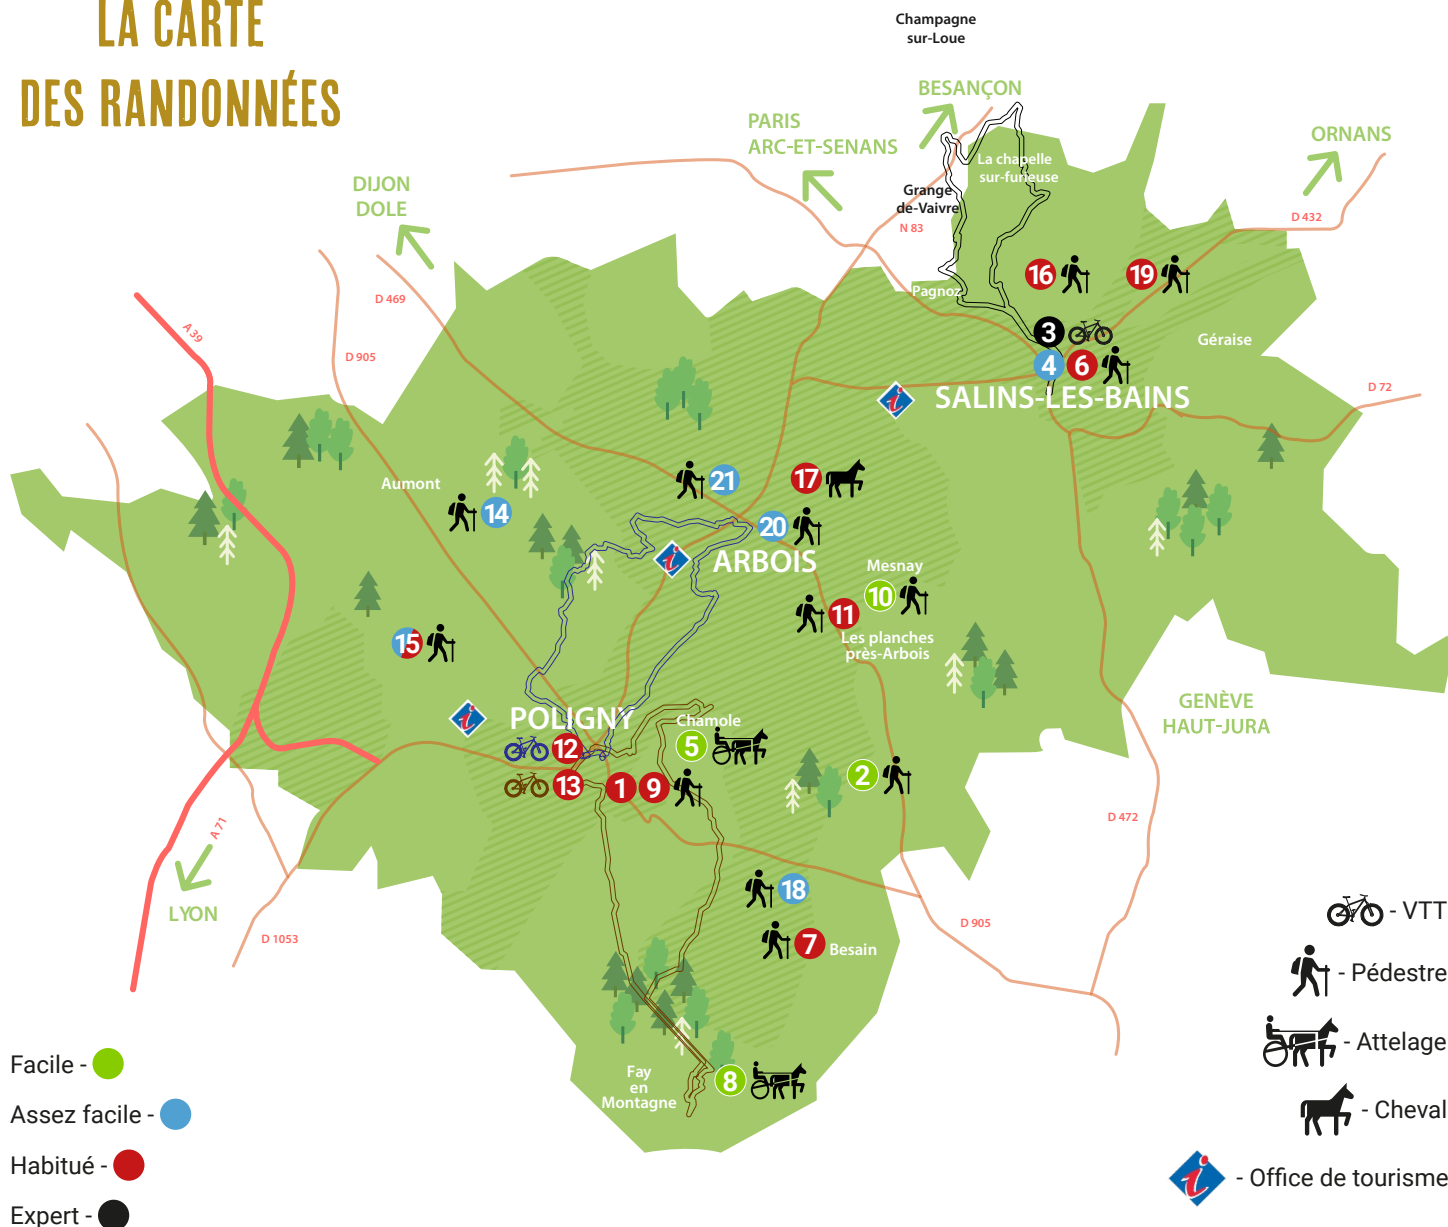 LA CARTE
DES RANDONNÉES
Champagne
sur-Loue
BESANÇON
PARIS
ARC-ET-SENANS
ORNANS
DIJON
DOLE
La chapelle
sur-furieuse
Grange
de-Vaivre
N 83
D 432
D 469
A 39
D 905
Pagnoz
16
19
3
4
6
Géraise
SALINS-LES-BAINS
D 72
Aumont
14
21
17
20
ARBOIS
Mesnay
10
11
Les planches
près-Arbois
15
GENÈVE
HAUT-JURA
POLIGNY
Chamole
12
5
13
1
9
2
A 71
D 472
LYON
D 1053
18
D 905
7
Besain
Fay
en
Montagne
8
- VTT
- Pédestre
- Attelage
- Cheval
- Office de tourisme
Facile -
Assez facile -
Habitué -
Expert -